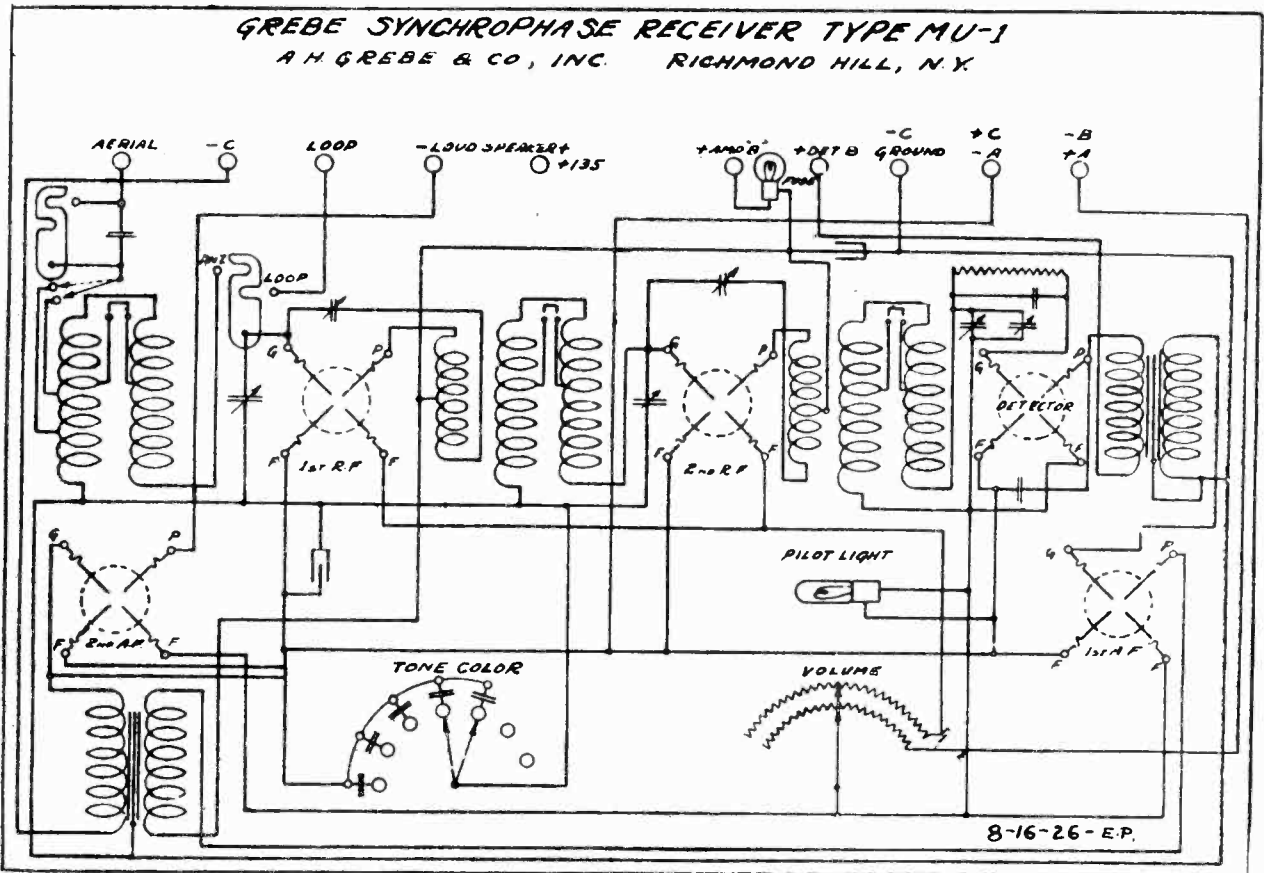 GREBE SYNCHROPHASE RECEIVER TYPE MU-1
A H. GREBE & CO, INC. RICHMOND HILL, N.Y.
AERIAL
-C
LOOP
-LOUD SPEAKER+
+135
+AMP B
FUSE
+DET B
-C
GROUND
+C
-A
-B
+A
LOOP
G
P
F
F
1ST R.F
G
P
F
F
2ND R.F
G
P
DETECTOR
F
F
G
P
F
F
2ND A.F.
PILOT LIGHT
G
P
F
F
1ST A F
TONE COLOR
VOLUME
8-16-26-E.P.